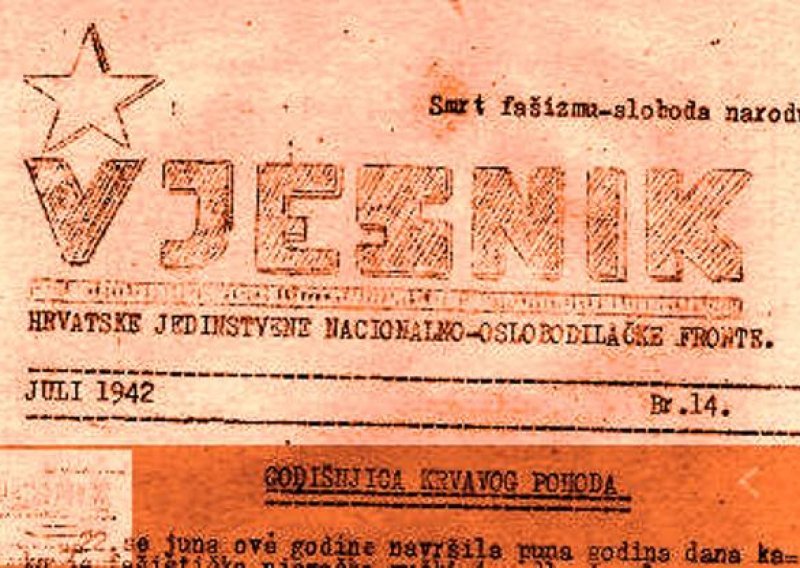 Smrt fašizmu-sloboda narodu
VJESNIK
HRVATSKE JEDINSTVENE NACIONALNO-OSLOBODILAČKE FRONTE.
JULI 1942
Br.14.
GODIŠNJICA KRVAVOG POHODA
22. se juna ove godine navršila puna godina dana ka=